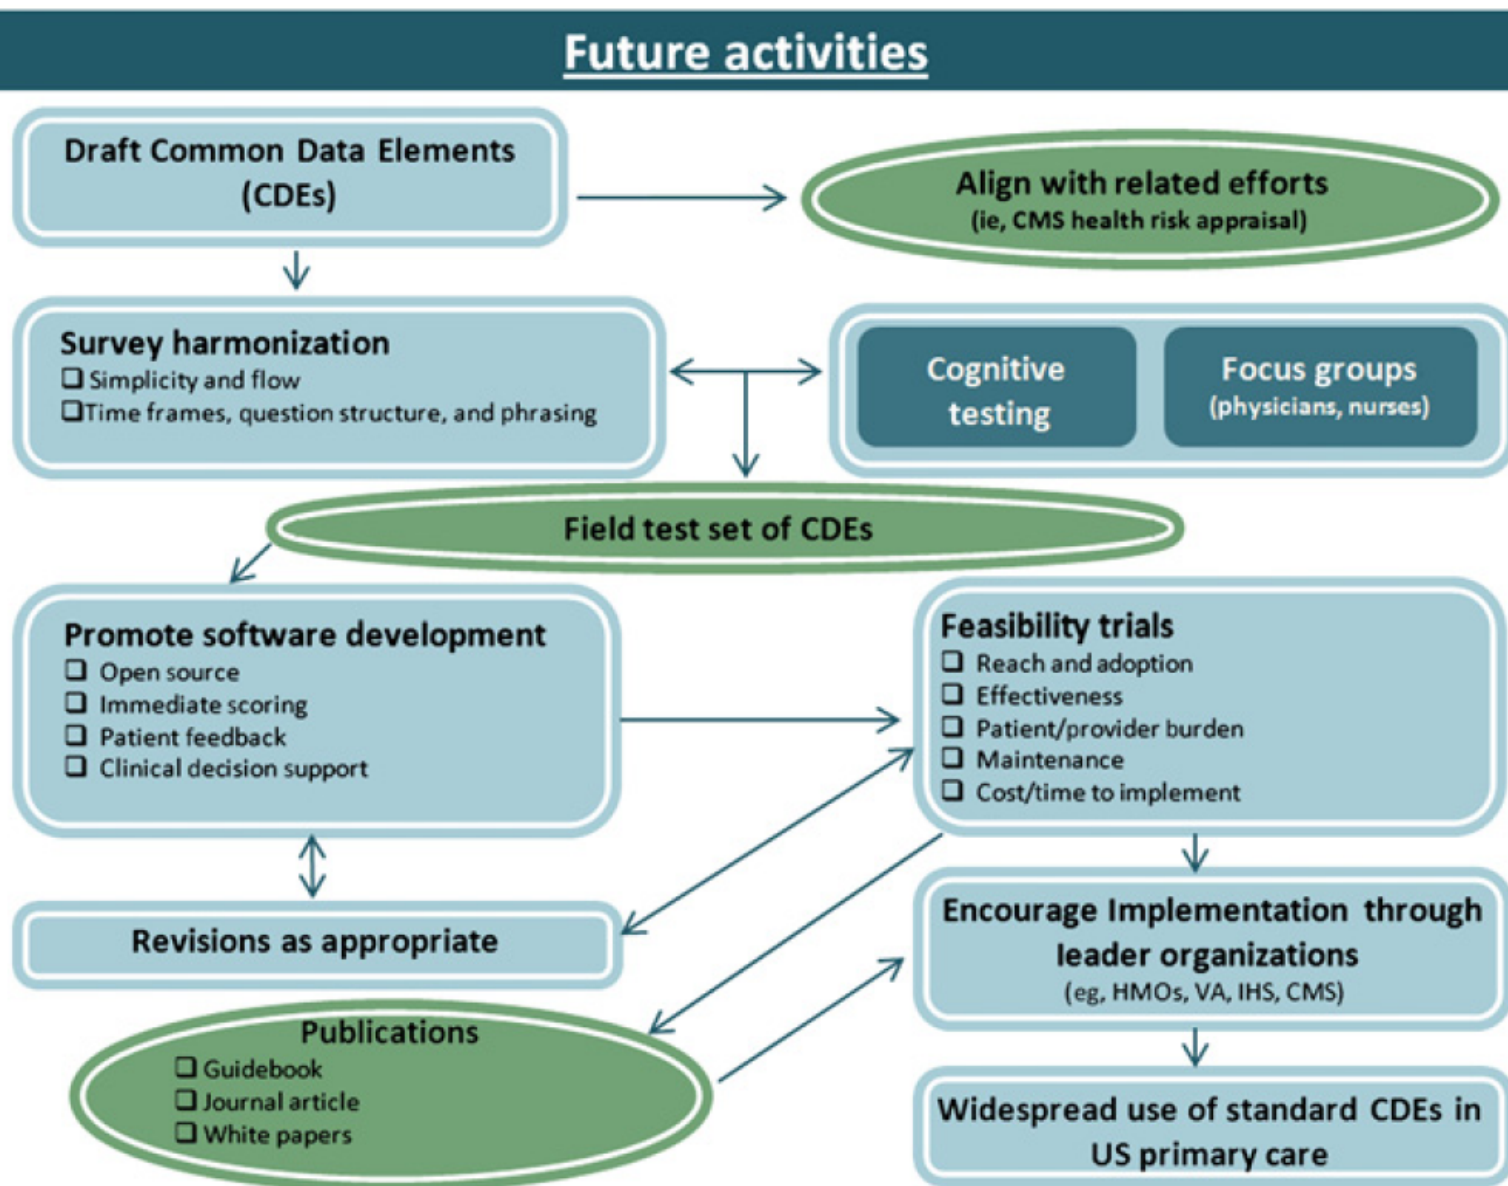 Future activities
Draft Common Data Elements
(CDEs)
Align with related efforts
(ie, CMS health risk appraisal)
Survey harmonization
❑ Simplicity and flow
❑Time frames, question structure, and phrasing
Cognitive
testing
Focus groups
(physicians, nurses)
Field test set of CDEs
Promote software development
❑ Open source
❑ Immediate scoring
❑ Patient feedback
❑ Clinical decision support
Feasibility trials
❑ Reach and adoption
❑ Effectiveness
❑ Patient/provider burden
❑ Maintenance
❑ Cost/time to implement
Revisions as appropriate
Encourage Implementation through
leader organizations
(eg, HMOs, VA, IHS, CMS)
Publications
❑ Guidebook
❑ Journal article
❑ White papers
Widespread use of standard CDEs in
US primary care